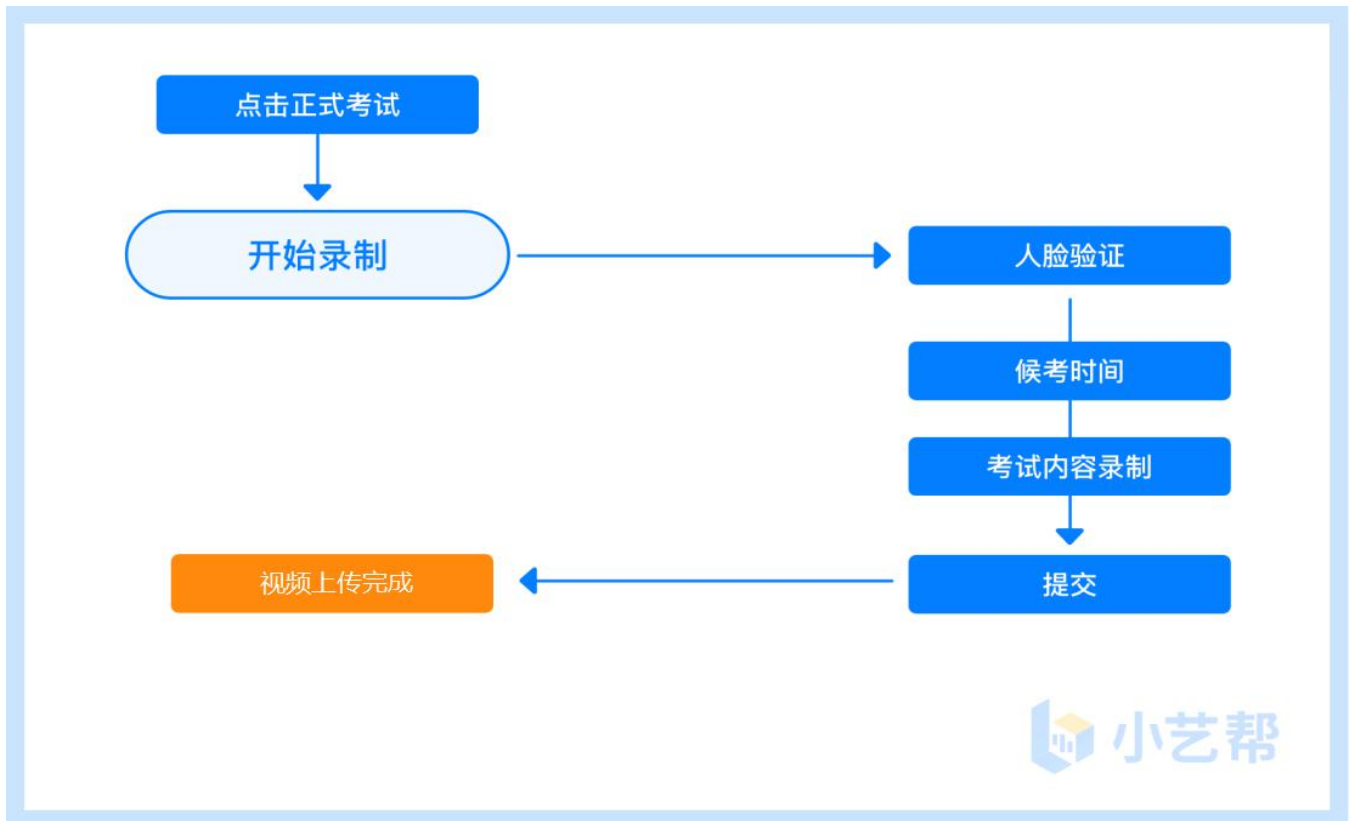 点击正式考试
开始录制
人脸验证
候考时间
考试内容录制
提交
视频上传完成
小艺帮